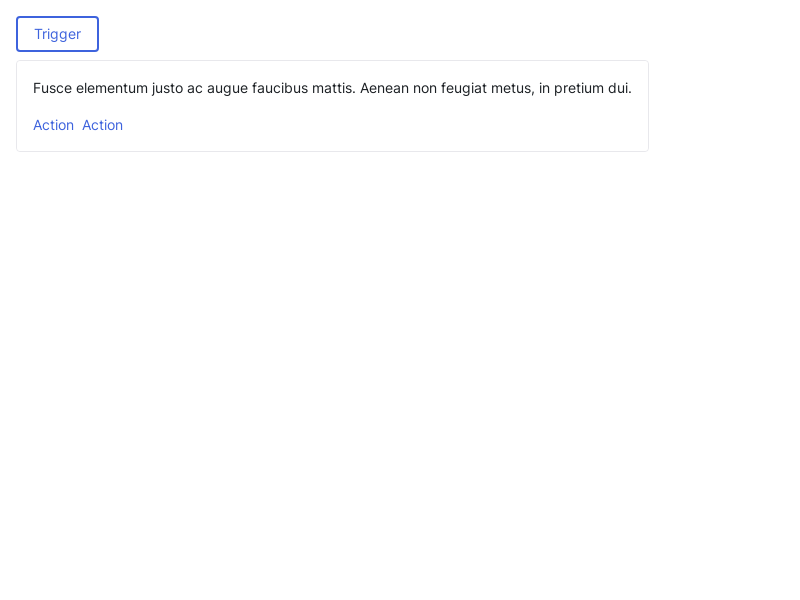 Trigger
Fusce elementum justo ac augue faucibus mattis. Aenean non feugiat metus, in pretium dui.
Action Action